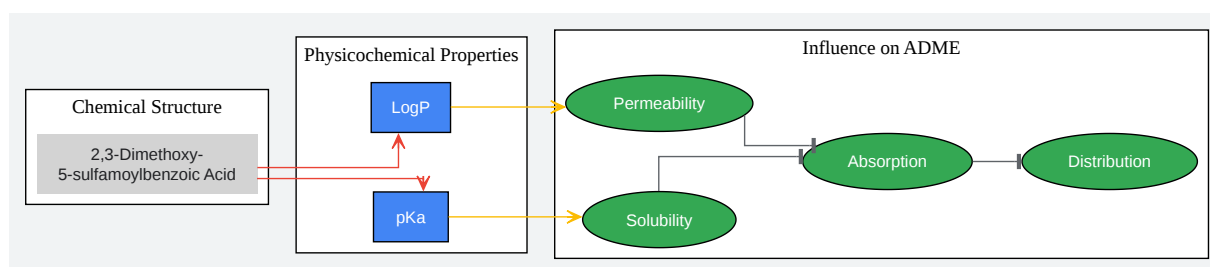 Chemical Structure
2,3-Dimethoxy-
5-sulfamoylbenzoic Acid
Physicochemical Properties
LogP
pKa
Influence on ADME
Permeability
Solubility
Absorption
Distribution